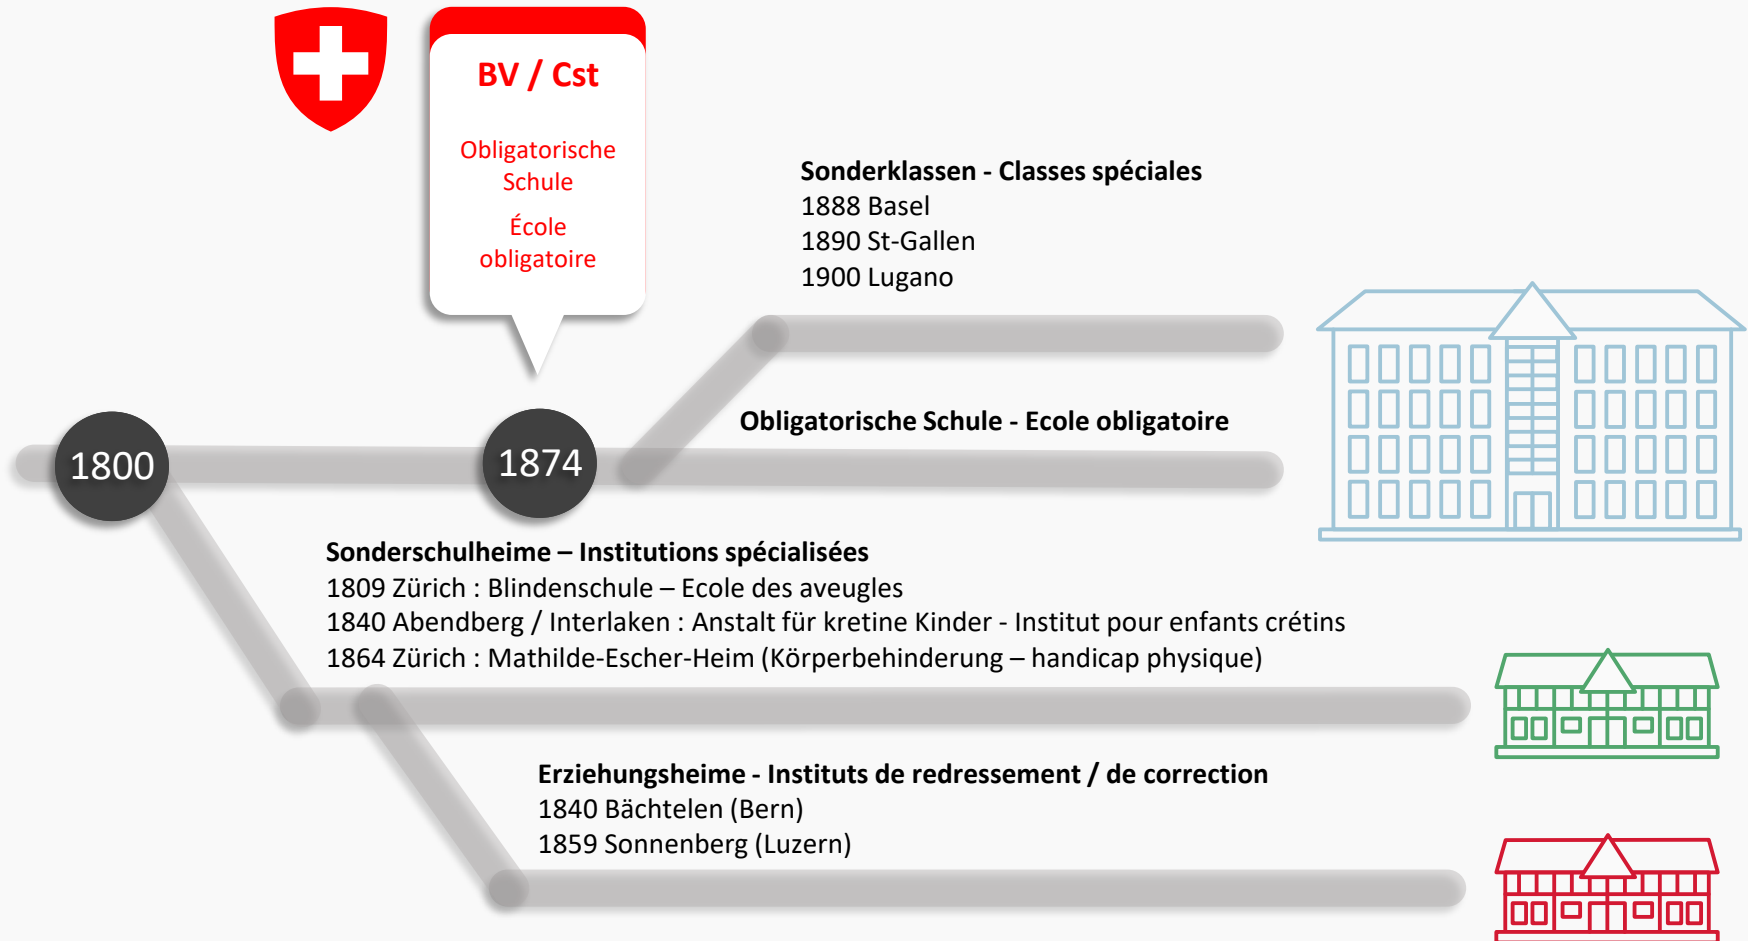 BV / Cst
Obligatorische
Schule
École
obligatoire
Sonderklassen - Classes spéciales
1888 Basel
1890 St-Gallen
1900 Lugano
Obligatorische Schule - Ecole obligatoire
1800
1874
Sonderschulheime – Institutions spécialisées
1809 Zürich : Blindenschule – Ecole des aveugles
1840 Abendberg / Interlaken : Anstalt für kretine Kinder - Institut pour enfants crétins
1864 Zürich : Mathilde-Escher-Heim (Körperbehinderung – handicap physique)
Erziehungsheime - Instituts de redressement / de correction
1840 Bächtelen (Bern)
1859 Sonnenberg (Luzern)